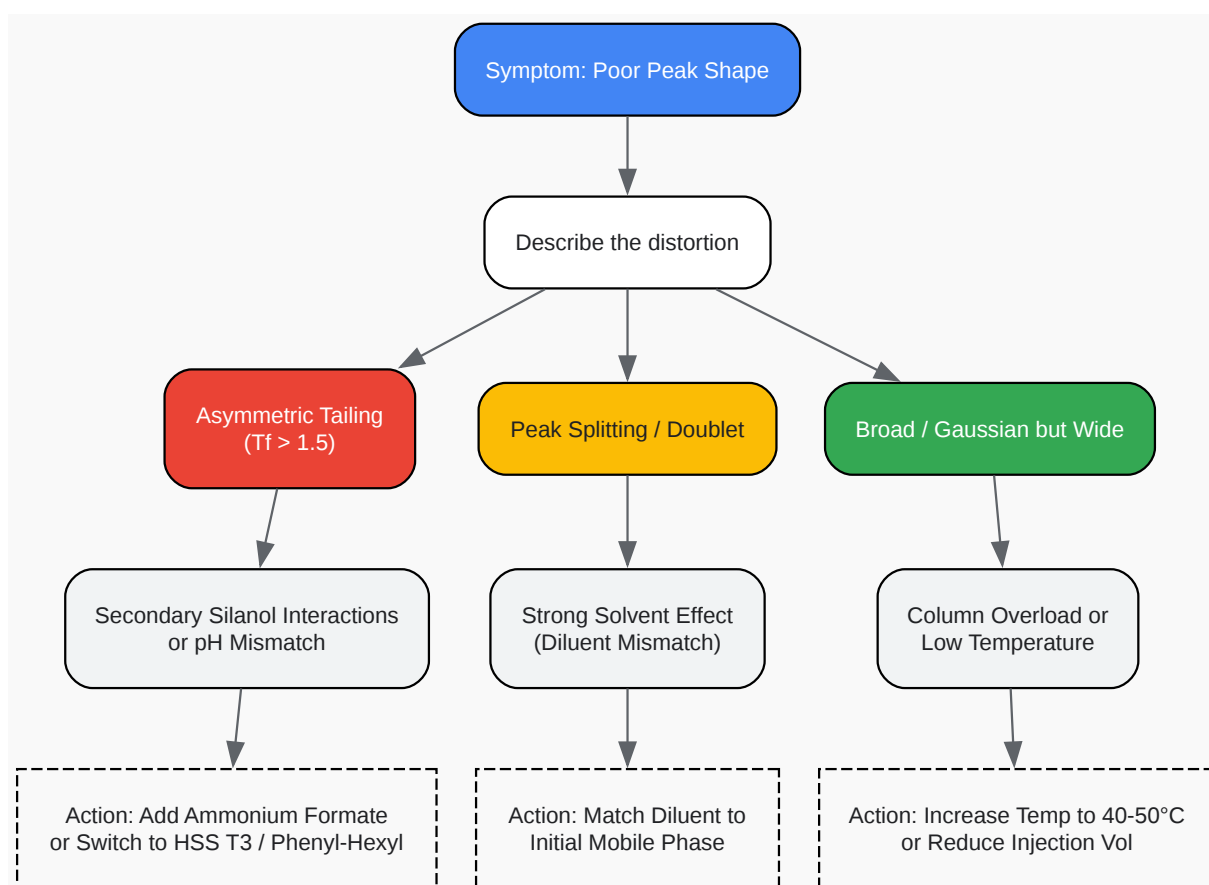 Symptom: Poor Peak Shape
Describe the distortion
Asymmetric Tailing
(Tf > 1.5)
Peak Splitting / Doublet
Broad / Gaussian but Wide
Secondary Silanol Interactions
or pH Mismatch
Strong Solvent Effect
(Diluent Mismatch)
Column Overload or
Low Temperature
Action: Add Ammonium Formate
or Switch to HSS T3 / Phenyl-Hexyl
Action: Match Diluent to
Initial Mobile Phase
Action: Increase Temp to 40-50°C
or Reduce Injection Vol